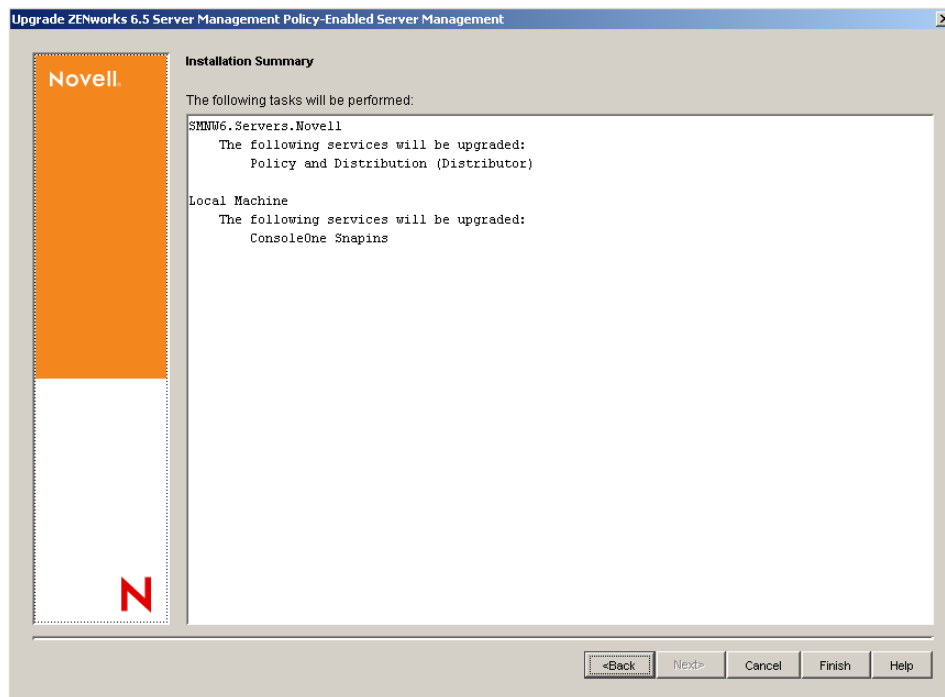 Upgrade ZENworks 6.5 Server Management Policy-Enabled Server Management
Novell.
Installation Summary
The following tasks will be performed:
SMNW6.Servers.Novell
The following services will be upgraded:
Policy and Distribution (Distributor)
Local Machine
The following services will be upgraded:
ConsoleOne Snapins
N
<Back Next> Cancel Finish Help